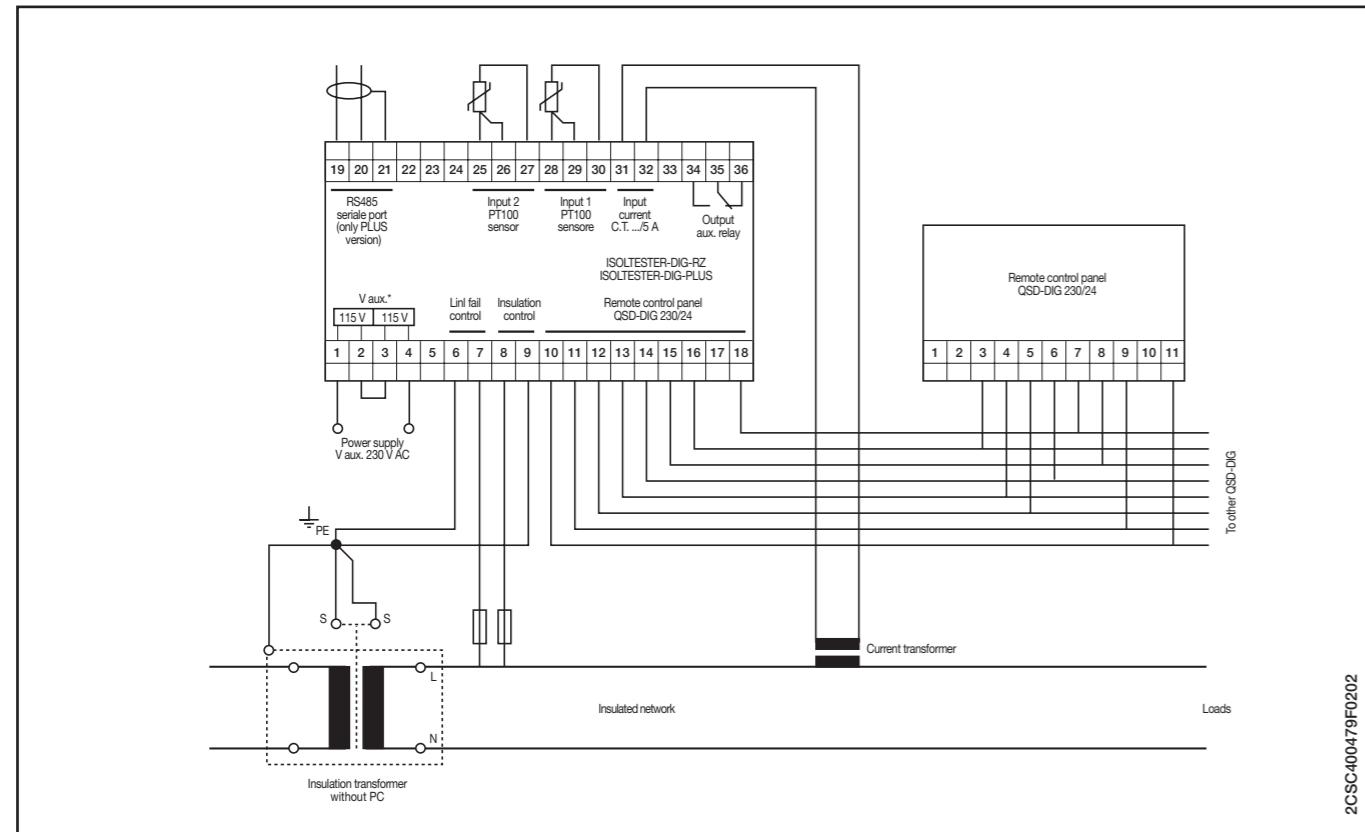 19 20 21 22 23 24 25 26 27 28 29 30 31 32 33 34 35 36
RS485
seriale port
(only PLUS
version)
Input 2
PT100
sensor
Input 1
PT100
sensore
Input
current
C.T. .../5 A
Output
aux. relay
ISOLTESTER-DIG-RZ
ISOLTESTER-DIG-PLUS
V aux.*
115 V 115 V
Linl fail
control
Insulation
control
Remote control panel
QSD-DIG 230/24
1 2 3 4 5 6 7 8 9 10 11 12 13 14 15 16 17 18
Power supply
V aux. 230 V AC
Remote control panel
QSD-DIG 230/24
1 2 3 4 5 6 7 8 9 10 11
To other QSD-DIG
PE
S S
Current transformer
L
Insulated network
Loads
N
Insulation transformer
without PC
2CSC400479F0202